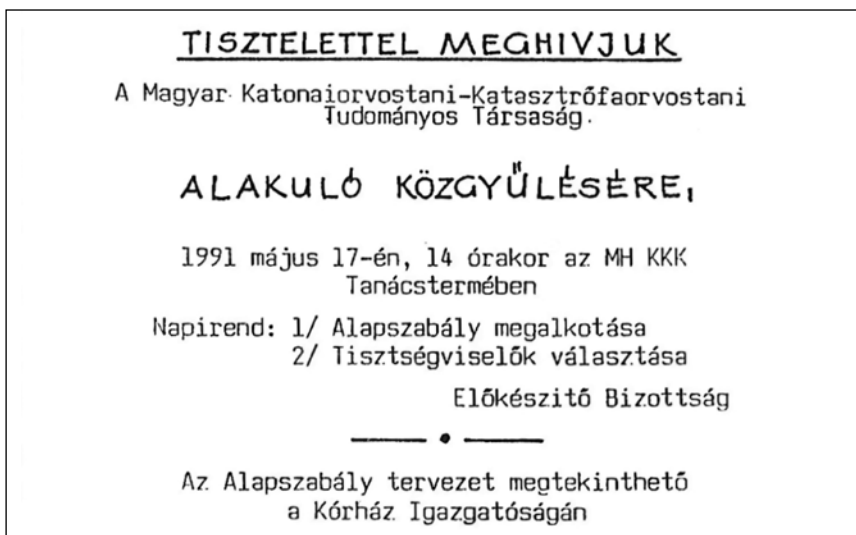 TISZTELETTEL MEGHIVJUK
A Magyar Katonaiorvostani-Katasztrófaorvostani
Tudományos Társaság.
ALAKULÓ KÖZGYŰLÉSÉRE,
1991 május 17-én, 14 órakor az MH KKK
Tanácstermében
Napirend: 1/ Alapszabály megalkotása
2/ Tisztségviselők választása
Előkészitő Bizottság
Az Alapszabály tervezet megtekinthető
a Kórház Igazgatóságán